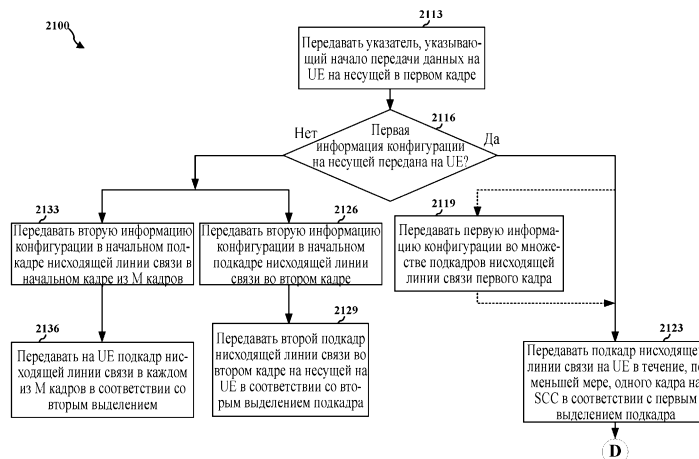 2100
2113
Передавать указатель, указываю-
щий начало передачи данных на
UE на несущей в первом кадре
2116
Нет
Первая
информация конфигурации
на несущей передана на UE?
Да
2133
Передавать вторую информацию
конфигурации в начальном под-
кадре нисходящей линии связи в
начальном кадре из M кадров
2126
Передавать вторую информацию
конфигурации в начальном
подкадре нисходящей линии
связи во втором кадре
2119
Передавать первую информа-
цию конфигурации во множе-
стве подкадров нисходящей
линии связи первого кадра
2136
Передавать на UE подкадр нис-
ходящей линии связи в каждом
из M кадров в соответствии со
вторым выделением
2129
Передавать второй подкадр
нисходящей линии связи во
втором кадре на несущей на
UE в соответствии со вто-
рым выделением подкадра
2123
Передавать подкадр нисходящей
линии связи на UE в течение, по
меньшей мере, одного кадра на
SCC в соответствии с первым
выделением подкадра
D